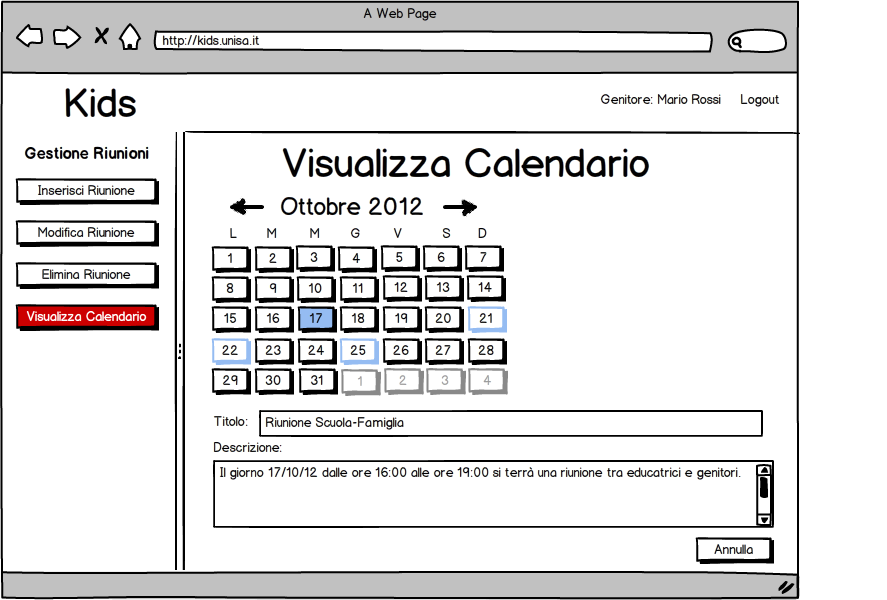 A Web Page
http://kids.unisa.it
Kids
Genitore: Mario Rossi Logout
Gestione Riunioni
Inserisci Riunione
Modifica Riunione
Elimina Riunione
Visualizza Calendario
Visualizza Calendario
Ottobre 2012
L M M G V S D
1 2 3 4 5 6 7
8 9 10 11 12 13 14
15 16 17 18 19 20 21
22 23 24 25 26 27 28
29 30 31 1 2 3 4
Titolo: Riunione Scuola-Famiglia
Descrizione:
Il giorno 17/10/12 dalle ore 16:00 alle ore 19:00 si terrà una riunione tra educatrici e genitori.
Annulla